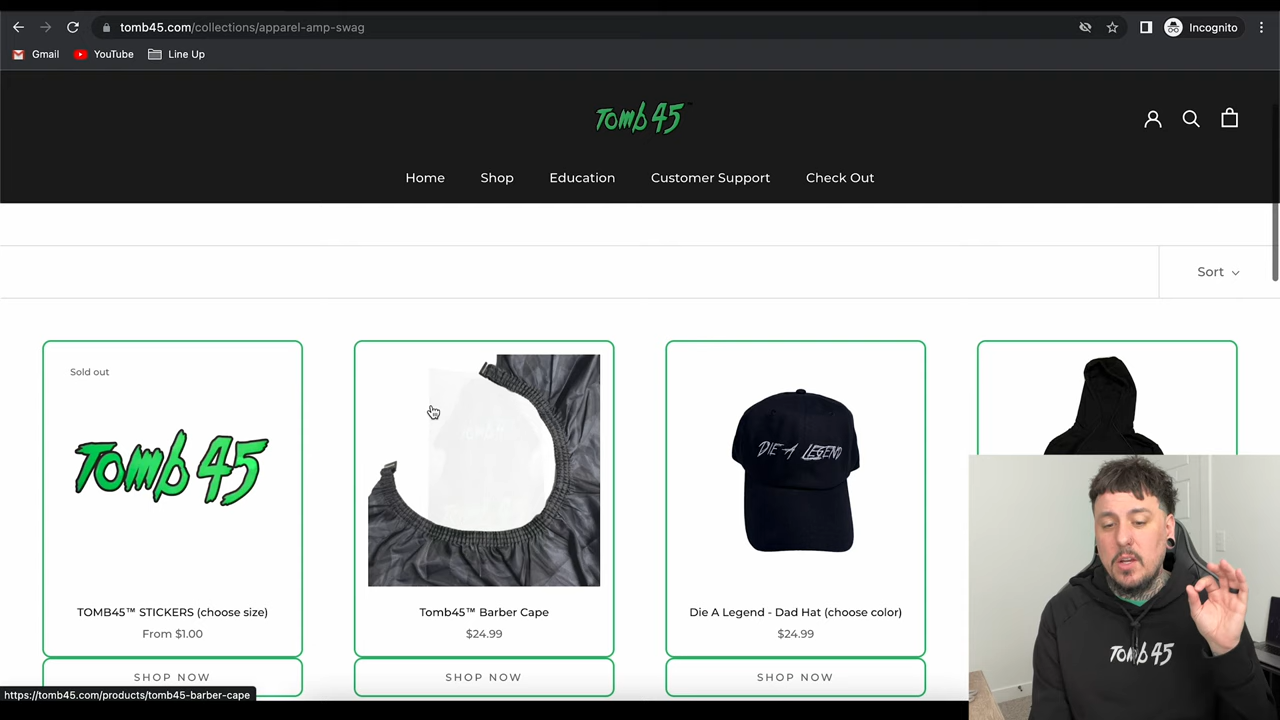 tomb45.com/collections/apparel-amp-swag
Incognito
Gmail
YouTube
Line Up
Tomb 45
Home
Shop
Education
Customer Support
Check Out
Sort
Sold out
Tomb 45
DIE A LEGEND
TOMB45™ STICKERS (choose size)
From $1.00
Tomb45™ Barber Cape
$24.99
Die A Legend - Dad Hat (choose color)
$24.99
SHOP NOW
SHOP NOW
SHOP NOW
Tomb 45
https://tomb45.com/products/tomb45-barber-cape